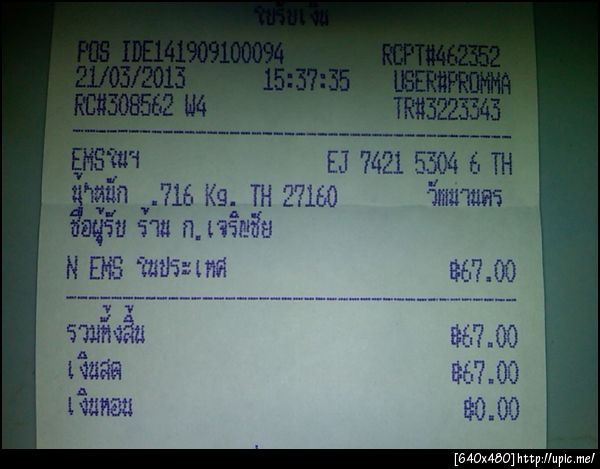 ใบรับเงิน
POS IDE141909100094 RCPT#462352
21/03/2013 15:37:35 USER#PROMMA
RC#308562 W4 TR#3223343
EMSในฯ EJ 7421 5304 6 TH
น้ำหนัก .716 Kg. TH 27160 วัฒนานคร
ชื่อผู้รับ ร้าน ก.เจริญชัย
N EMS ในประเทศ ฿67.00
รวมทั้งสิ้น ฿67.00
เงินสด ฿67.00
เงินทอน ฿0.00
[640x480]http://upic.me/